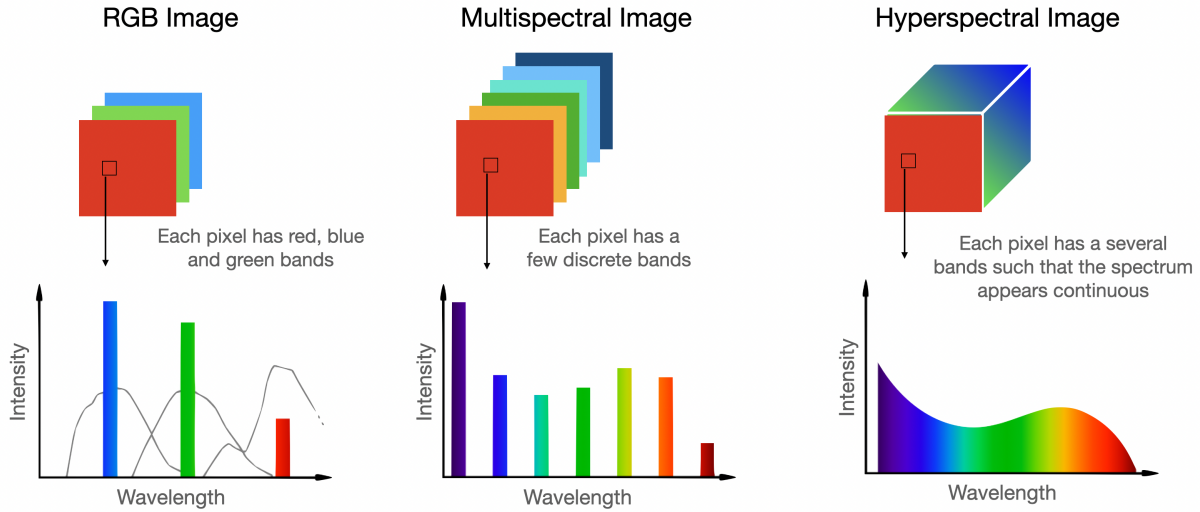 RGB Image
Each pixel has red, blue
and green bands
Intensity
Wavelength
Multispectral Image
Each pixel has a
few discrete bands
Intensity
Wavelength
Hyperspectral Image
Each pixel has a several
bands such that the spectrum
appears continuous
Intensity
Wavelength